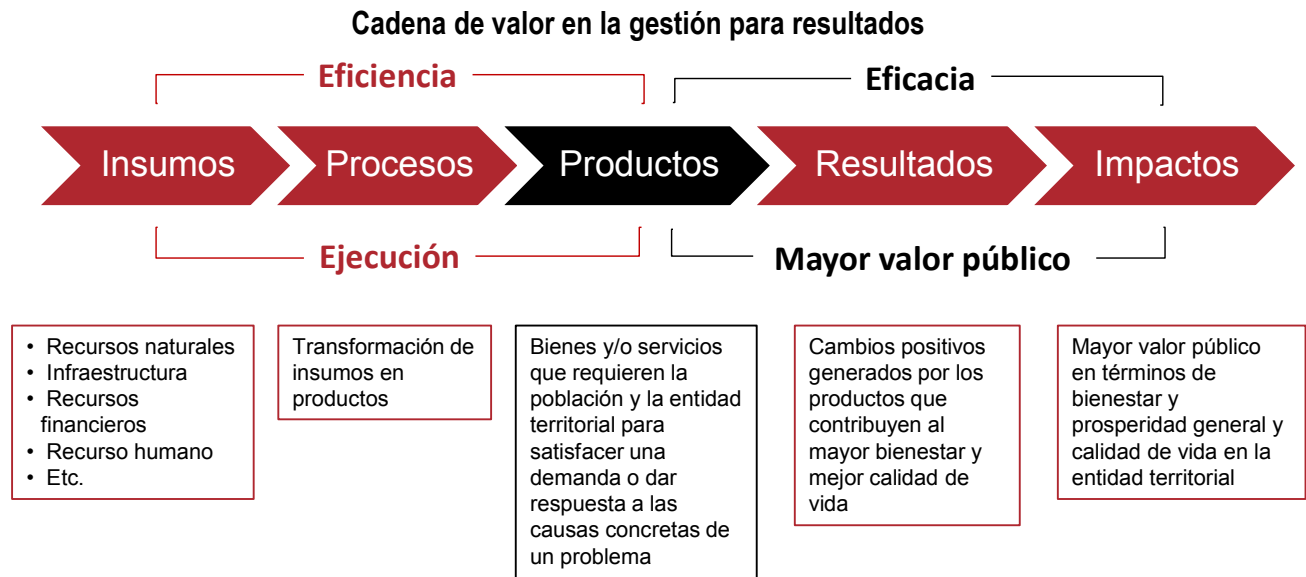 Cadena de valor en la gestión para resultados
Eficiencia
Eficacia
Insumos
Procesos
Productos
Resultados
Impactos
Ejecución
Mayor valor público
• Recursos naturales
• Infraestructura
• Recursos
financieros
• Recurso humano
• Etc.
Transformación de
insumos en
productos
Bienes y/o servicios
que requieren la
población y la entidad
territorial para
satisfacer una
demanda o dar
respuesta a las
causas concretas de
un problema
Cambios positivos
generados por los
productos que
contribuyen al
mayor bienestar y
mejor calidad de
vida
Mayor valor público
en términos de
bienestar y
prosperidad general y
calidad de vida en la
entidad territorial